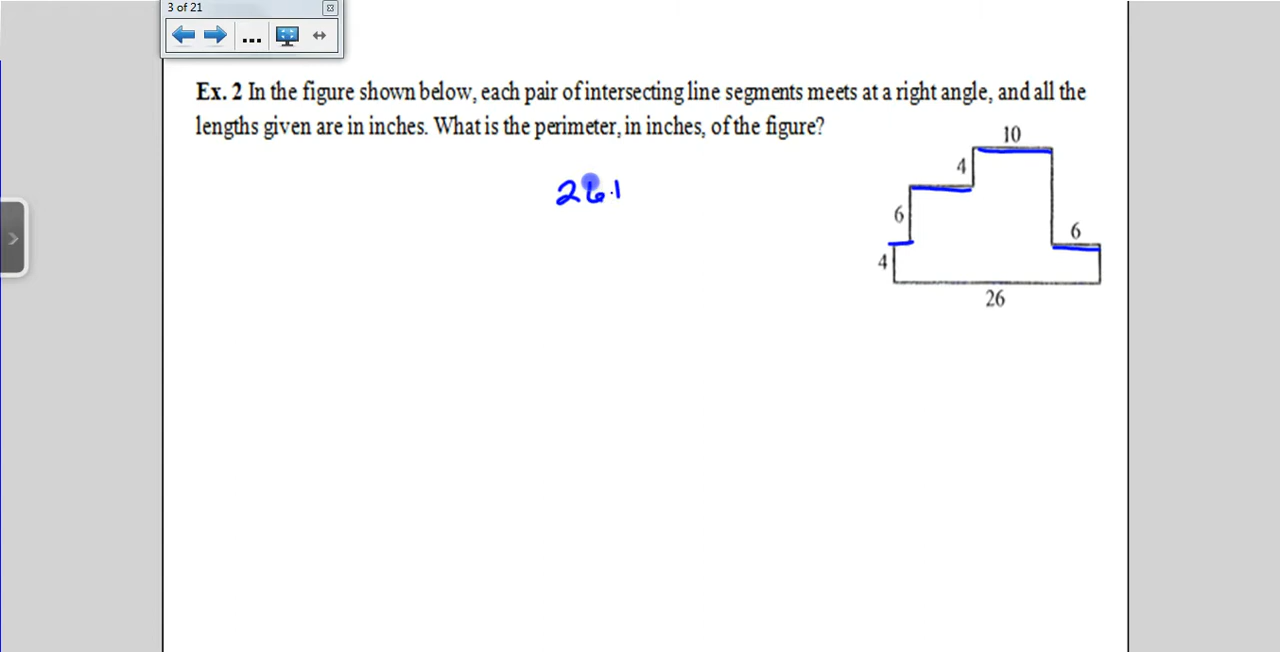 3 of 21
Ex. 2 In the figure shown below, each pair of intersecting line segments meets at a right angle, and all the
lengths given are in inches. What is the perimeter, in inches, of the figure?
10
4
6
6
4
26
26.1